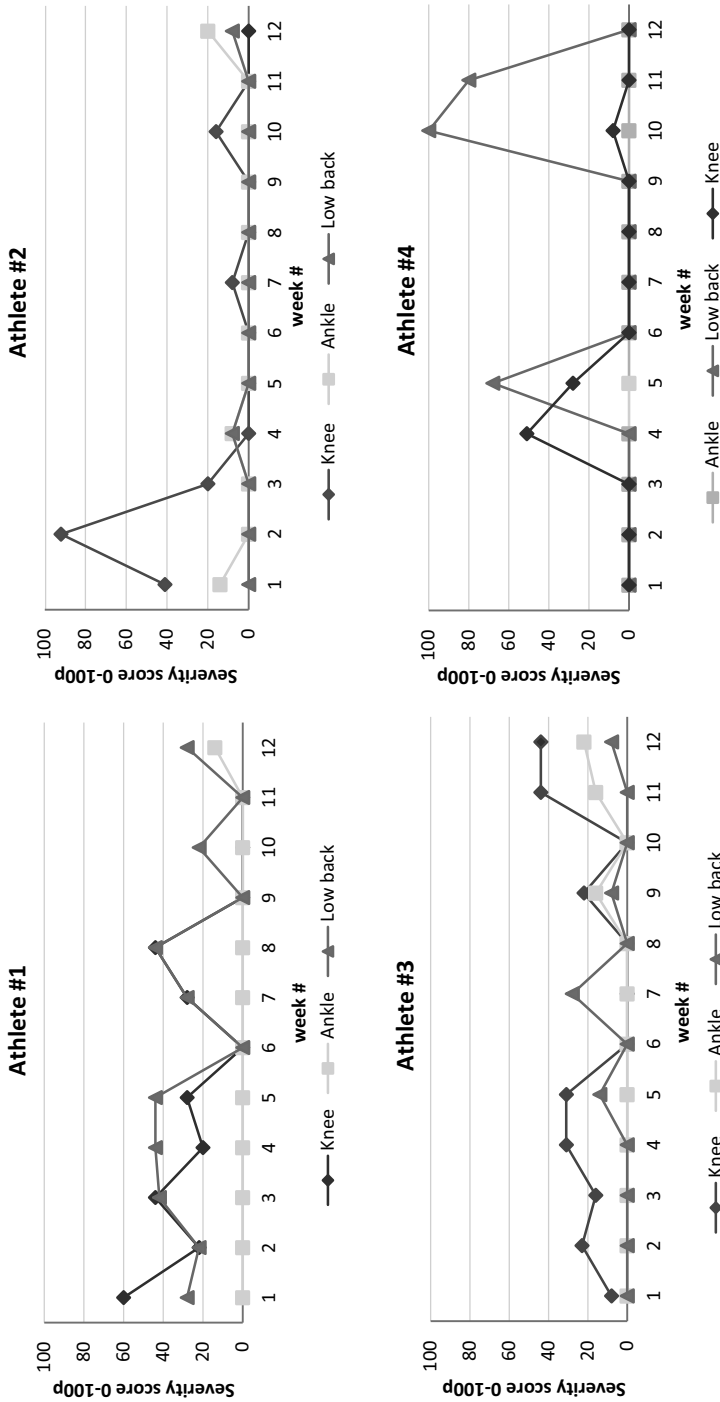 Athlete #1
Severity score 0-100p
100
80
60
40
20
0
1 2 3 4 5 6 7 8 9 10 11 12
week #
Knee Ankle Low back
Athlete #2
Severity score 0-100p
100
80
60
40
20
0
1 2 3 4 5 6 7 8 9 10 11 12
week #
Knee Ankle Low back
Athlete #3
Severity score 0-100p
100
80
60
40
20
0
1 2 3 4 5 6 7 8 9 10 11 12
week #
Knee Ankle Low back
Athlete #4
Severity score 0-100p
100
80
60
40
20
0
1 2 3 4 5 6 7 8 9 10 11 12
week #
Ankle Low back Knee